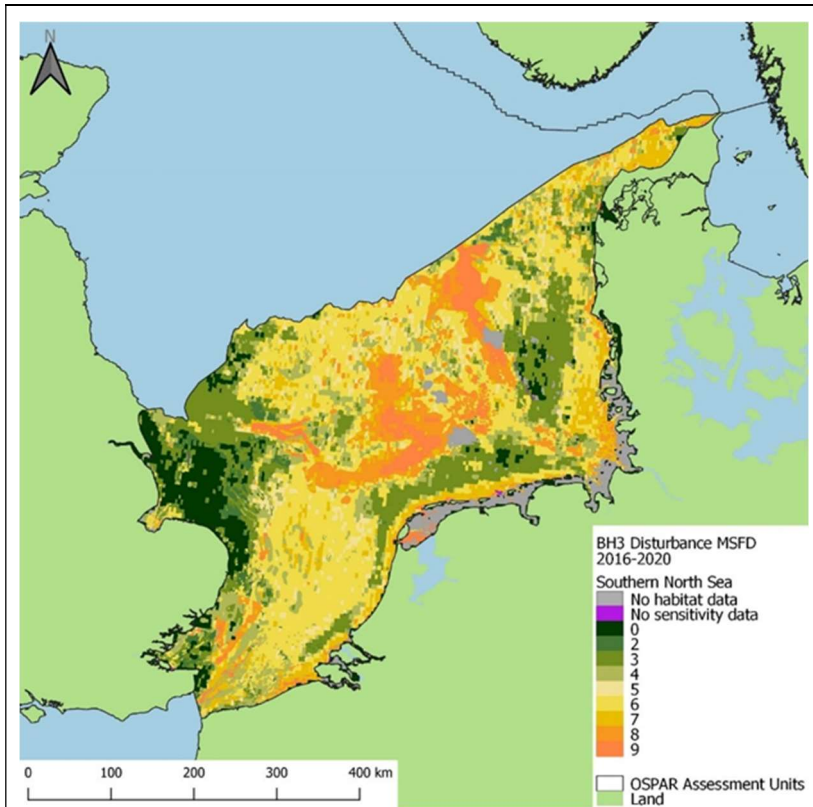 N
BH3 Disturbance MSFD
2016-2020
Southern North Sea
No habitat data
No sensitivity data
0
2
3
4
5
6
7
8
9
OSPAR Assessment Units
Land
0 100 200 300 400 km